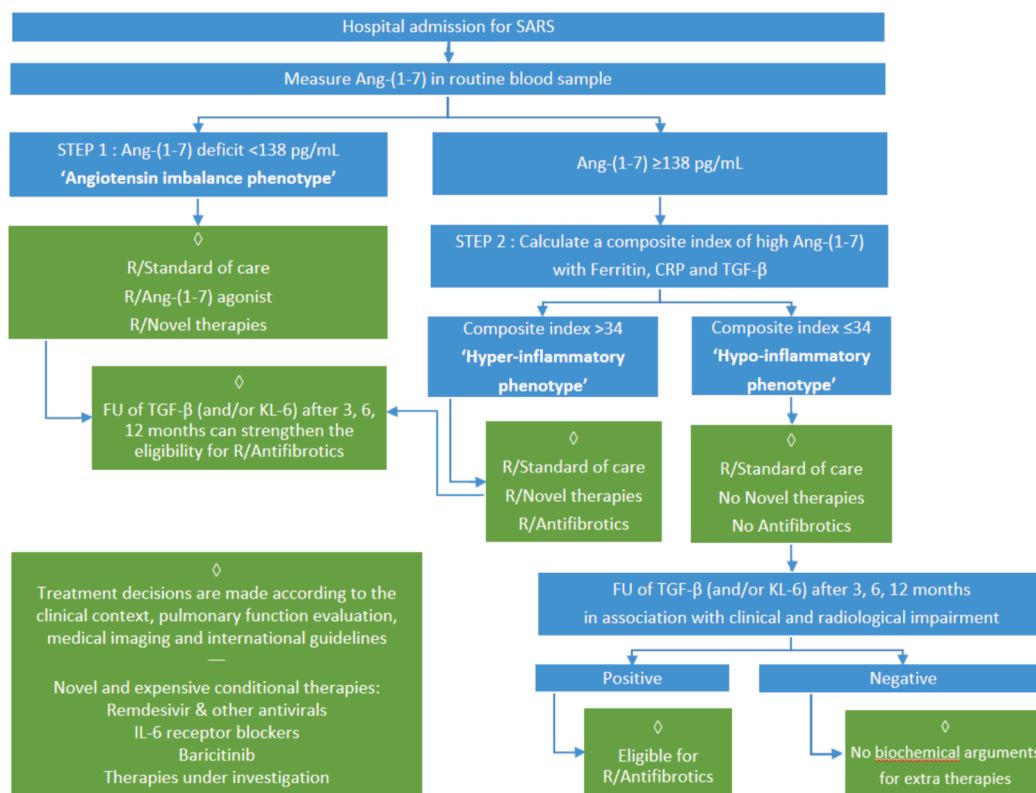 Hospital admission for SARS
Measure Ang-(1-7) in routine blood sample
STEP 1 : Ang-(1-7) deficit <138 pg/mL
‘Angiotensin imbalance phenotype’
Ang-(1-7) ≥138 pg/mL
◊
R/Standard of care
R/Ang-(1-7) agonist
R/Novel therapies
STEP 2 : Calculate a composite index of high Ang-(1-7)
with Ferritin, CRP and TGF-β
Composite index >34
‘Hyper-inflammatory
phenotype’
Composite index ≤34
‘Hypo-inflammatory
phenotype’
◊
FU of TGF-β (and/or KL-6) after 3, 6,
12 months can strengthen the
eligibility for R/Antifibrotics
◊
R/Standard of care
R/Novel therapies
R/Antifibrotics
◊
R/Standard of care
No Novel therapies
No Antifibrotics
◊
Treatment decisions are made according to the
clinical context, pulmonary function evaluation,
medical imaging and international guidelines
—
Novel and expensive conditional therapies:
Remdesivir & other antivirals
IL-6 receptor blockers
Baricitinib
Therapies under investigation
FU of TGF-β (and/or KL-6) after 3, 6, 12 months
in association with clinical and radiological impairment
Positive
Negative
◊
Eligible for
R/Antifibrotics
◊
No biochemical arguments
for extra therapies